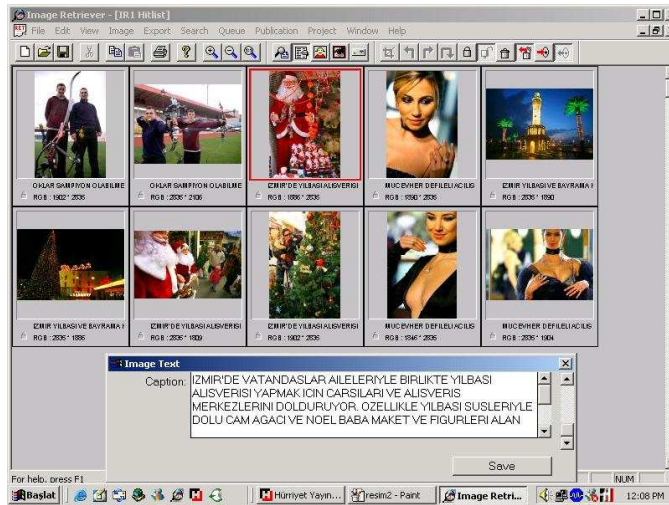 Image Retriever - [IR1 Hitlist]
File Edit View Image Export Search Queue Publication Project Window Help
OKLAR SAMPIYON OLABILME
RGB : 1902 * 2836
OKLAR SAMPIYON OLABILME
RGB : 2836 * 2106
IZMIR'DE YILBASI ALISVERISI
RGB : 1886 * 2836
MUCEVHER DEFILELI ACILIS
RGB : 1890 * 2836
IZMIR YILBASI VE BAYRAMA
RGB : 2836 * 1890
IZMIR YILBASI VE BAYRAMA
RGB : 2836 * 1886
IZMIR'DE YILBASI ALISVERISI
RGB : 2836 * 1809
IZMIR'DE YILBASI ALISVERISI
RGB : 1902 * 2836
MUCEVHER DEFILELI ACILIS
RGB : 1846 * 2836
MUCEVHER DEFILELI ACILIS
RGB : 2836 * 1904
Image Text
Caption: IZMIR'DE VATANDASLAR AILELERIYLE BIRLIKTE YILBASI
ALISVERISI YAPMAK ICIN CARSILARI VE ALISVERIS
MERKEZLERINI DOLDURUYOR. OZELLIKLE YILBASI SUSLERIYLE
DOLU CAM AGACI VE NOEL BABA MAKET VE FIGURLERI ALAN
Save
For help, press F1
NUM
Başlat
Hürriyet Yayın...
resim2 - Paint
Image Retri...
12:08 PM